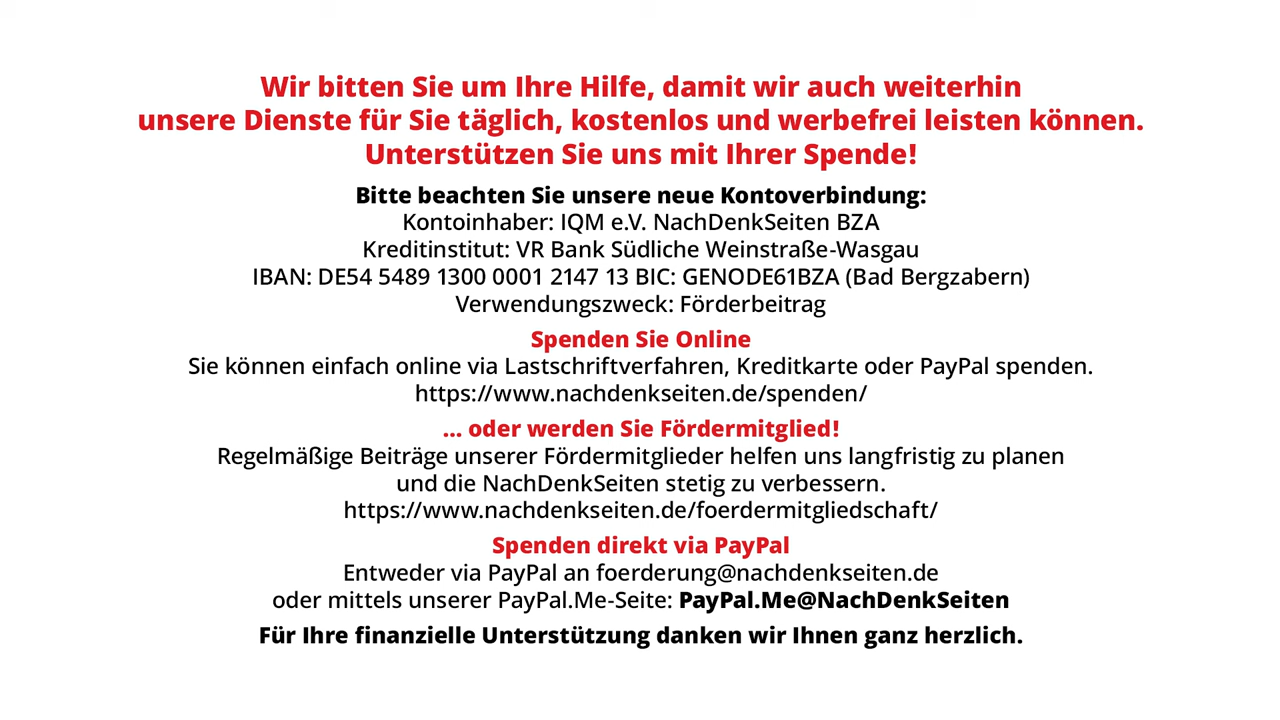 Wir bitten Sie um Ihre Hilfe, damit wir auch weiterhin
unsere Dienste für Sie täglich, kostenlos und werbefrei leisten können.
Unterstützen Sie uns mit Ihrer Spende!
Bitte beachten Sie unsere neue Kontoverbindung:
Kontoinhaber: IQM e.V. NachDenkSeiten BZA
Kreditinstitut: VR Bank Südliche Weinstraße-Wasgau
IBAN: DE54 5489 1300 0001 2147 13 BIC: GENODE61BZA (Bad Bergzabern)
Verwendungszweck: Förderbeitrag
Spenden Sie Online
Sie können einfach online via Lastschriftverfahren, Kreditkarte oder PayPal spenden.
https://www.nachdenkseiten.de/spenden/
... oder werden Sie Fördermitglied!
Regelmäßige Beiträge unserer Fördermitglieder helfen uns langfristig zu planen
und die NachDenkSeiten stetig zu verbessern.
https://www.nachdenkseiten.de/foerdermitgliedschaft/
Spenden direkt via PayPal
Entweder via PayPal an foerderung@nachdenkseiten.de
oder mittels unserer PayPal.Me-Seite: PayPal.Me@NachDenkSeiten
Für Ihre finanzielle Unterstützung danken wir Ihnen ganz herzlich.